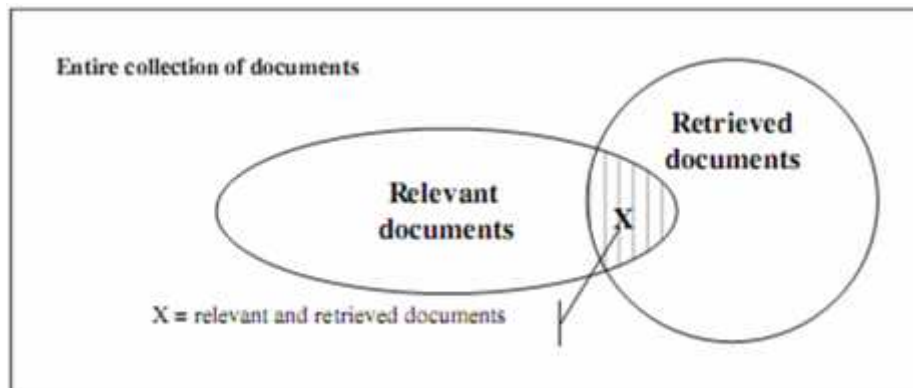 Entire collection of documents
Retrieved
documents
Relevant
documents
X
X = relevant and retrieved documents